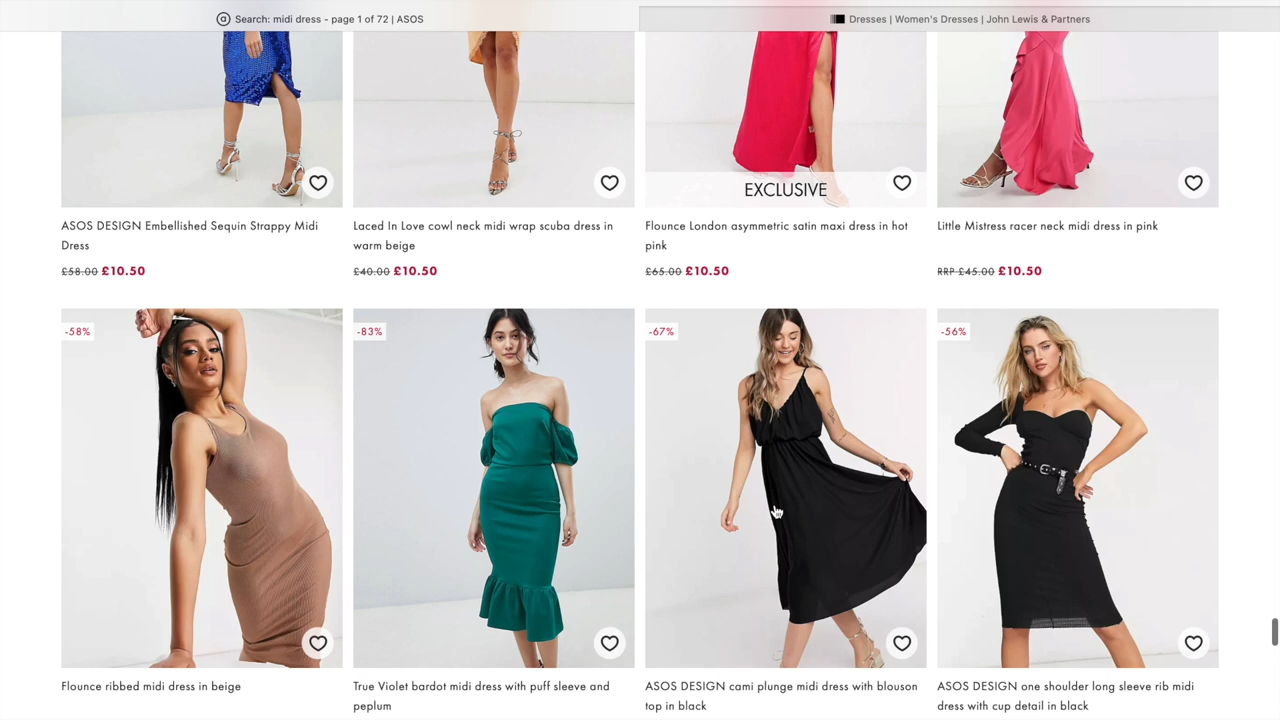 Search: midi dress - page 1 of 72 | ASOS
Dresses | Women's Dresses | John Lewis & Partners
EXCLUSIVE
ASOS DESIGN Embellished Sequin Strappy Midi
Dress
£58.00 £10.50
Laced In Love cowl neck midi wrap scuba dress in
warm beige
£40.00 £10.50
Flounce London asymmetric satin maxi dress in hot
pink
£65.00 £10.50
Little Mistress racer neck midi dress in pink
RRP £45.00 £10.50
-58%
-83%
-67%
-56%
Flounce ribbed midi dress in beige
True Violet bardot midi dress with puff sleeve and
peplum
ASOS DESIGN cami plunge midi dress with blouson
top in black
ASOS DESIGN one shoulder long sleeve rib midi
dress with cup detail in black